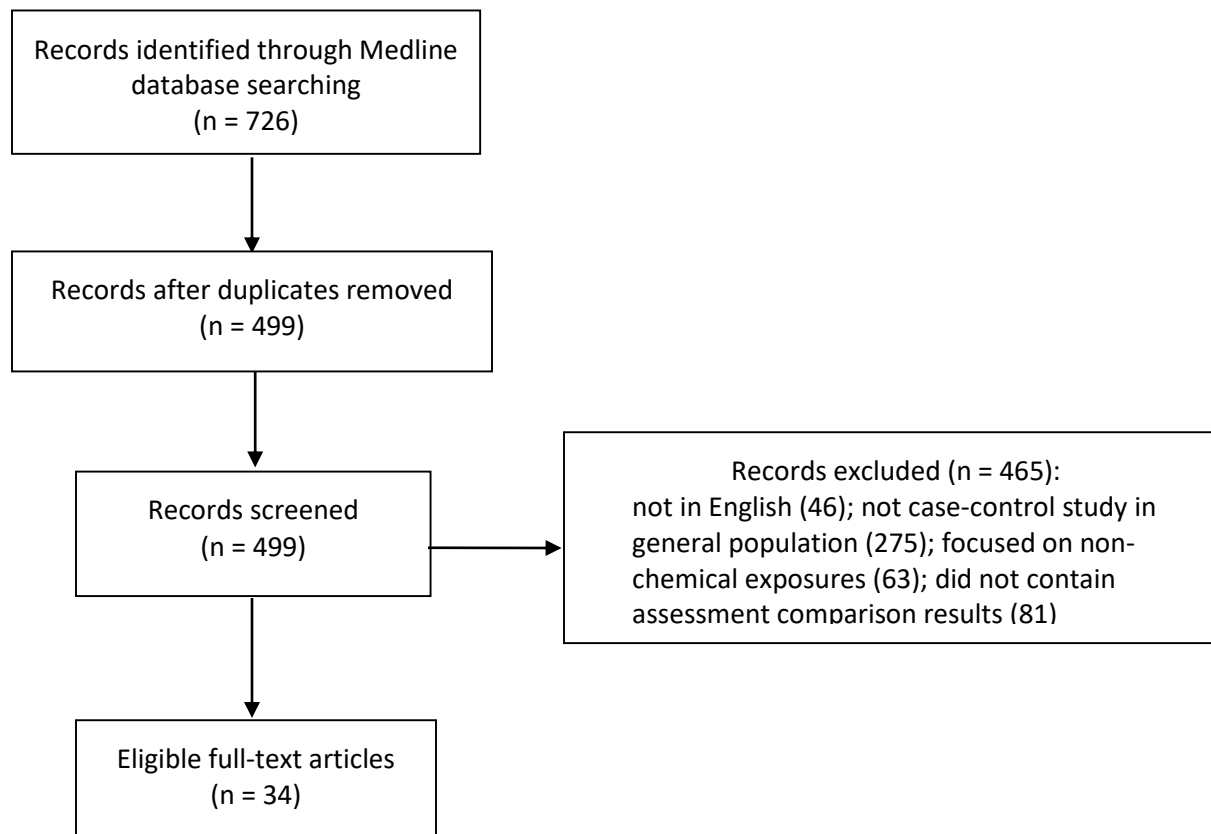 Records identified through Medline
database searching
(n = 726)
Records after duplicates removed
(n = 499)
Records screened
(n = 499)
Records excluded (n = 465):
not in English (46); not case-control study in
general population (275); focused on non-
chemical exposures (63); did not contain
assessment comparison results (81)
Eligible full-text articles
(n = 34)